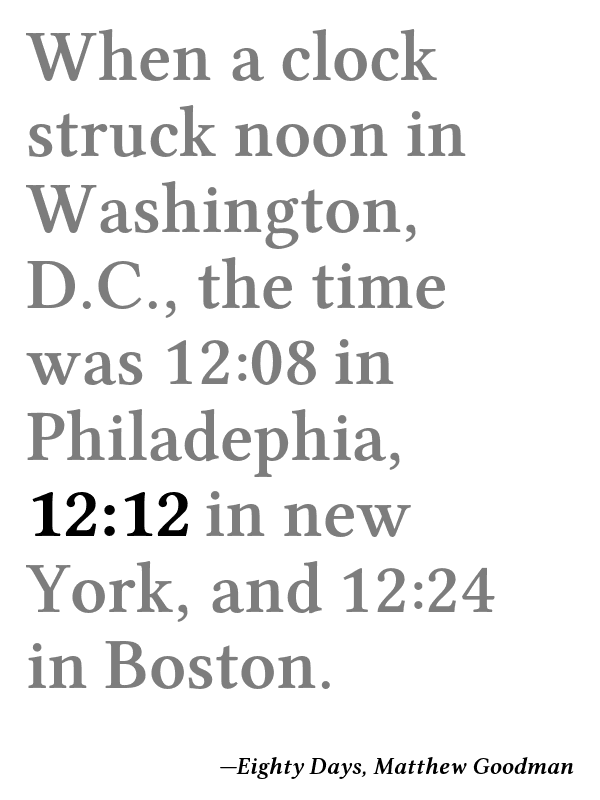 When a clock
struck noon in
Washington,
D.C., the time
was 12:08 in
Philadephia,
12:12 in new
York, and 12:24
in Boston.
—Eighty Days, Matthew Goodman